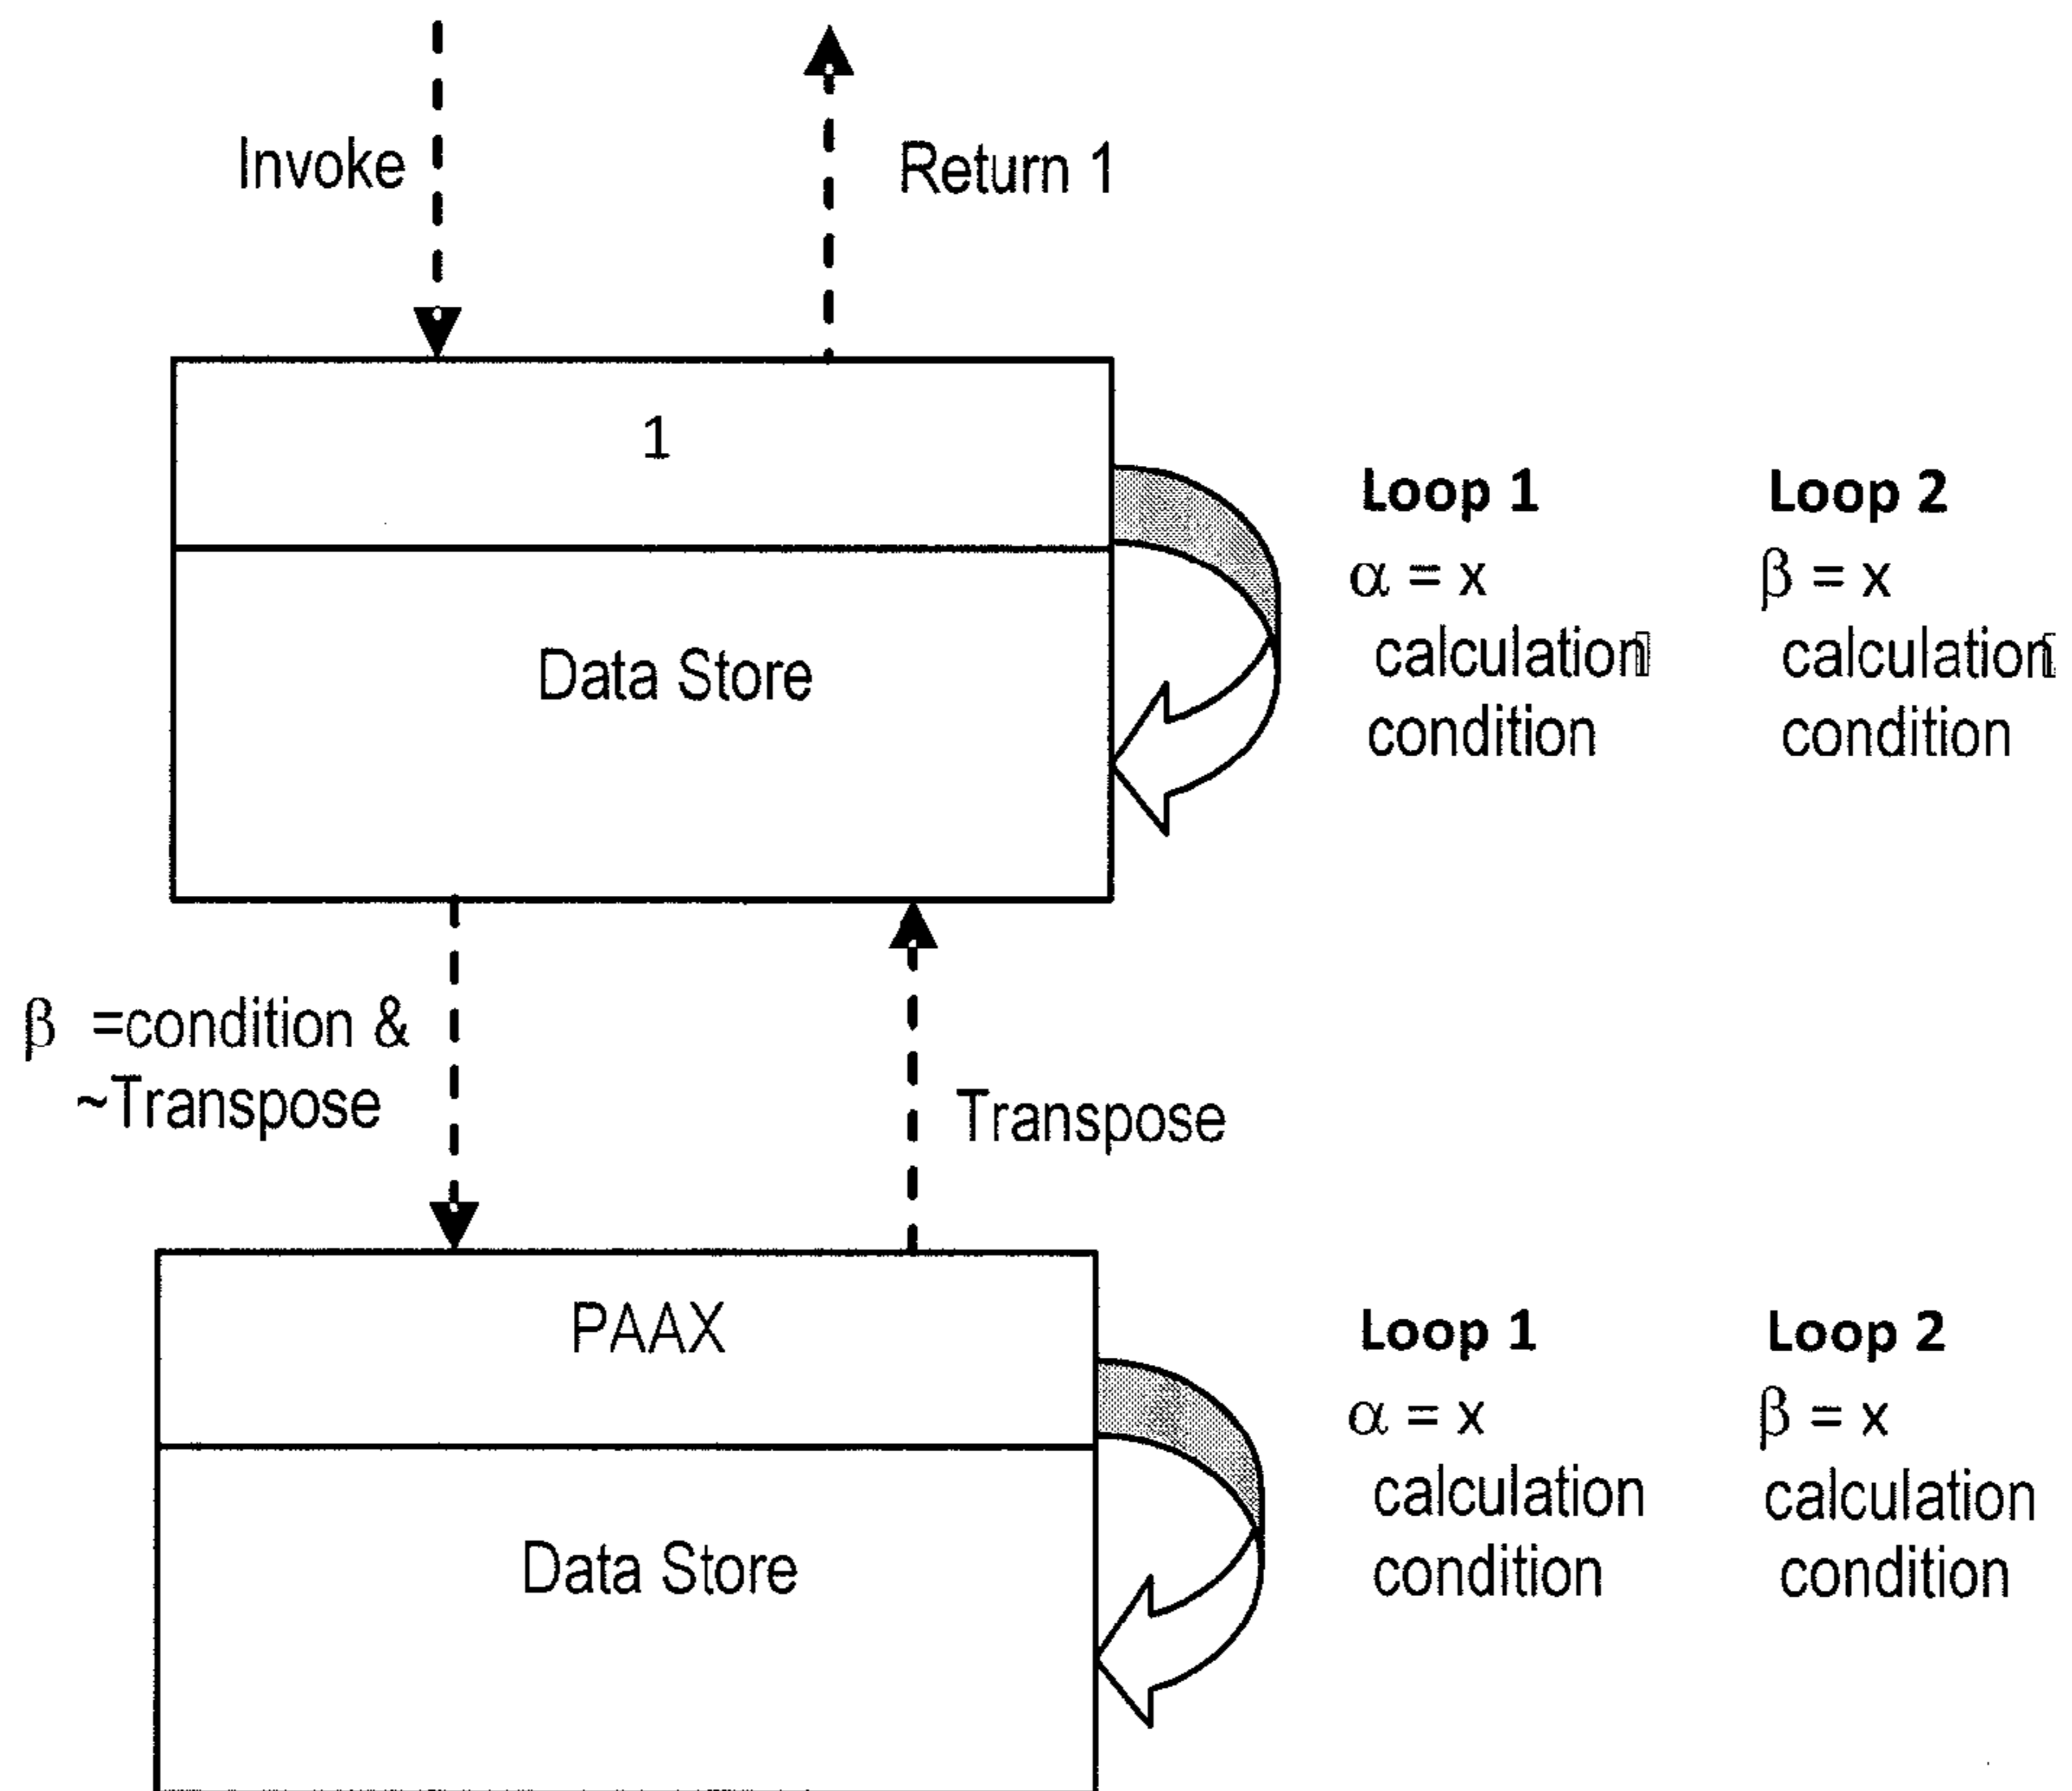 Invoke
Return 1
1
Data Store
Loop 1
α = x
calculation
condition
Loop 2
β = x
calculation
condition
β =condition &
~Transpose
Transpose
PAAX
Data Store
Loop 1
α = x
calculation
condition
Loop 2
β = x
calculation
condition